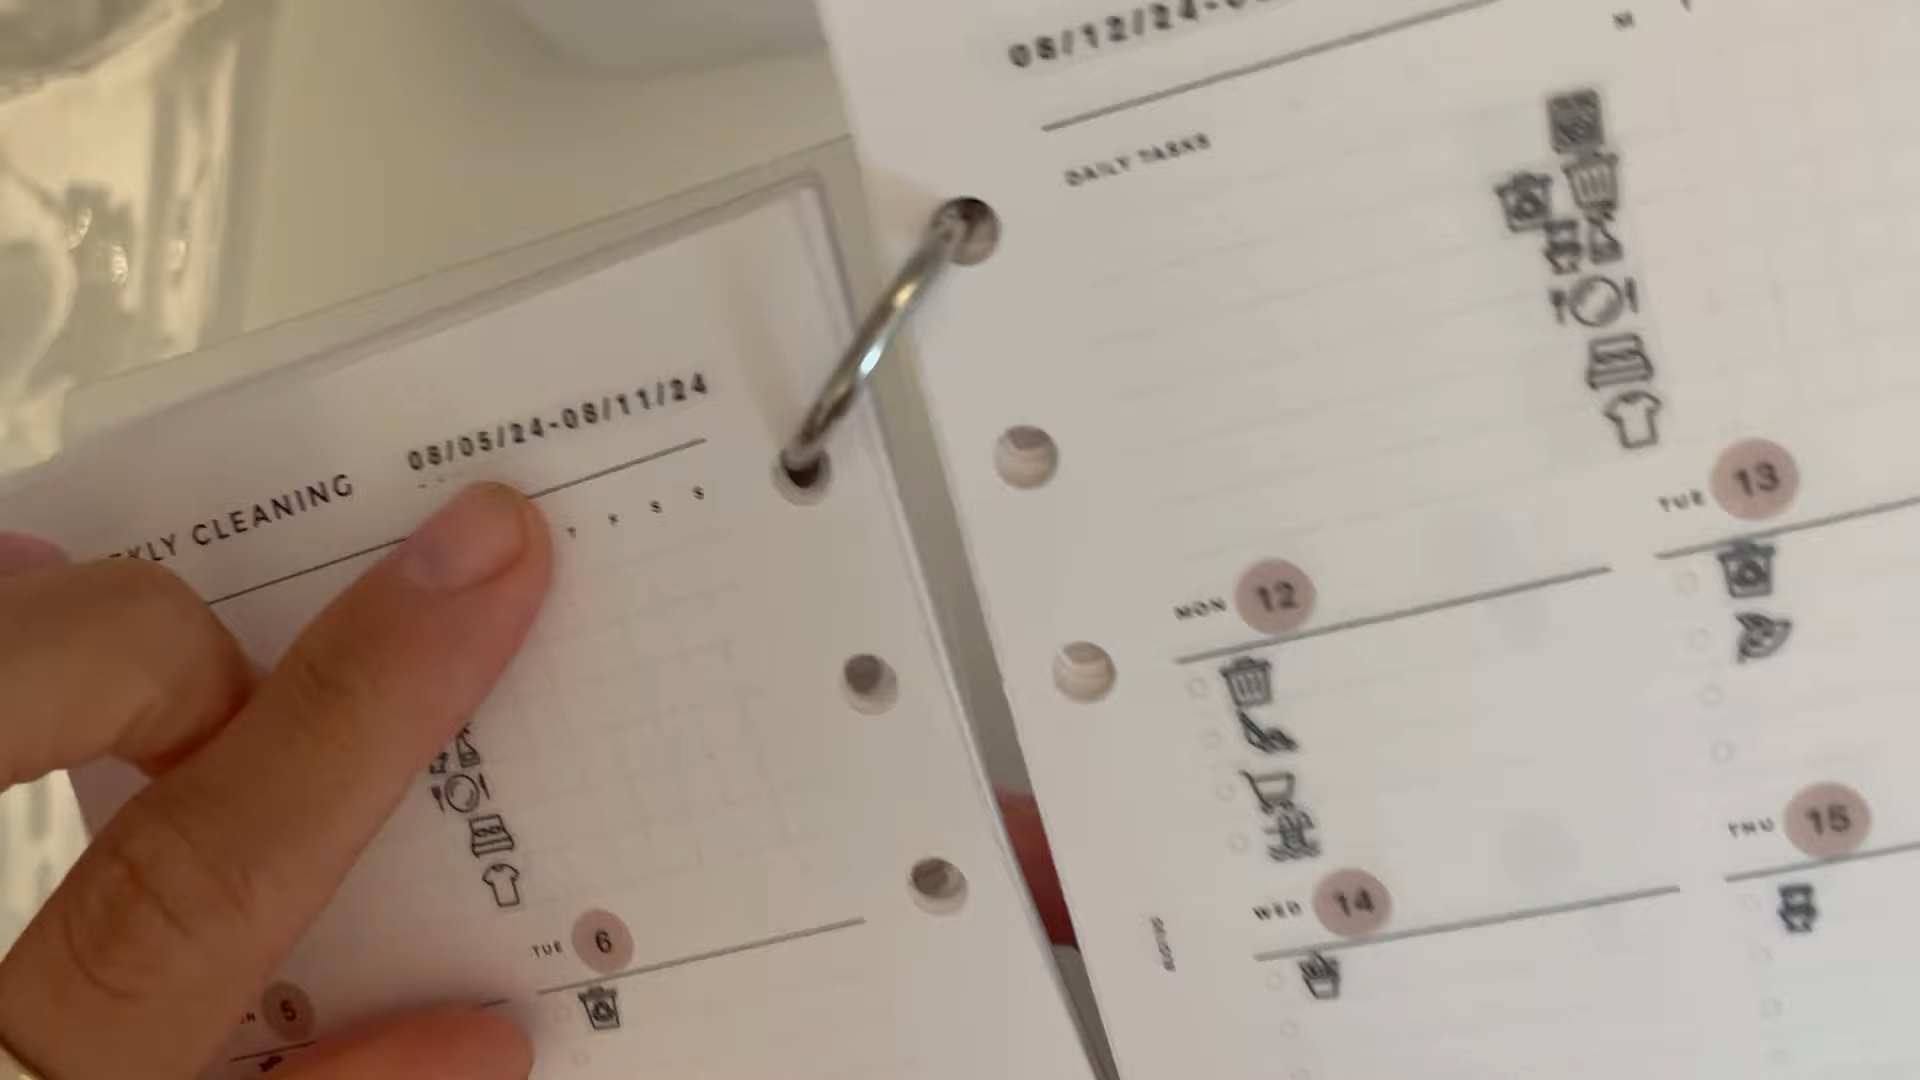 CLEANING 08/05/24-08/11/24
T F S S
TUE 6
5
08/12/24-
M
DAILY TASKS
MON 12
TUE 13
WED 14
THU 15